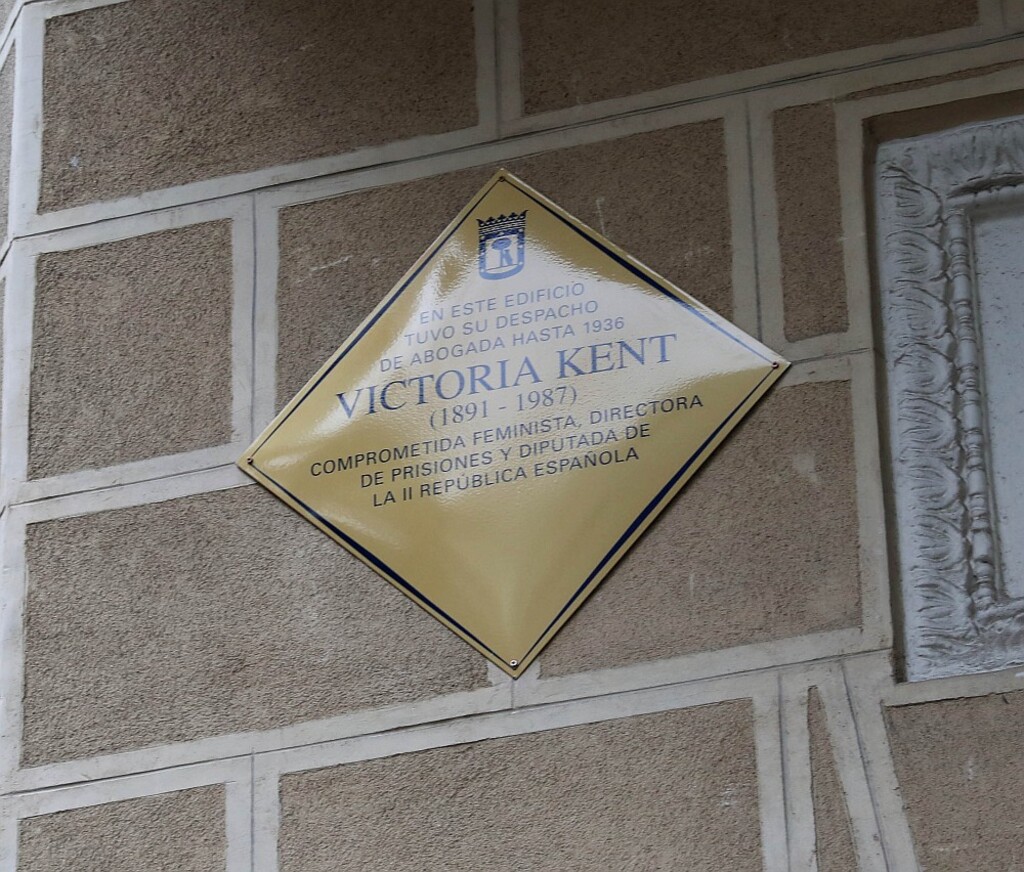 EN ESTE EDIFICIO
TUVO SU DESPACHO
DE ABOGADA HASTA 1936
VICTORIA KENT
(1891 - 1987)
COMPROMETIDA FEMINISTA, DIRECTORA
DE PRISIONES Y DIPUTADA DE
LA II REPÚBLICA ESPAÑOLA